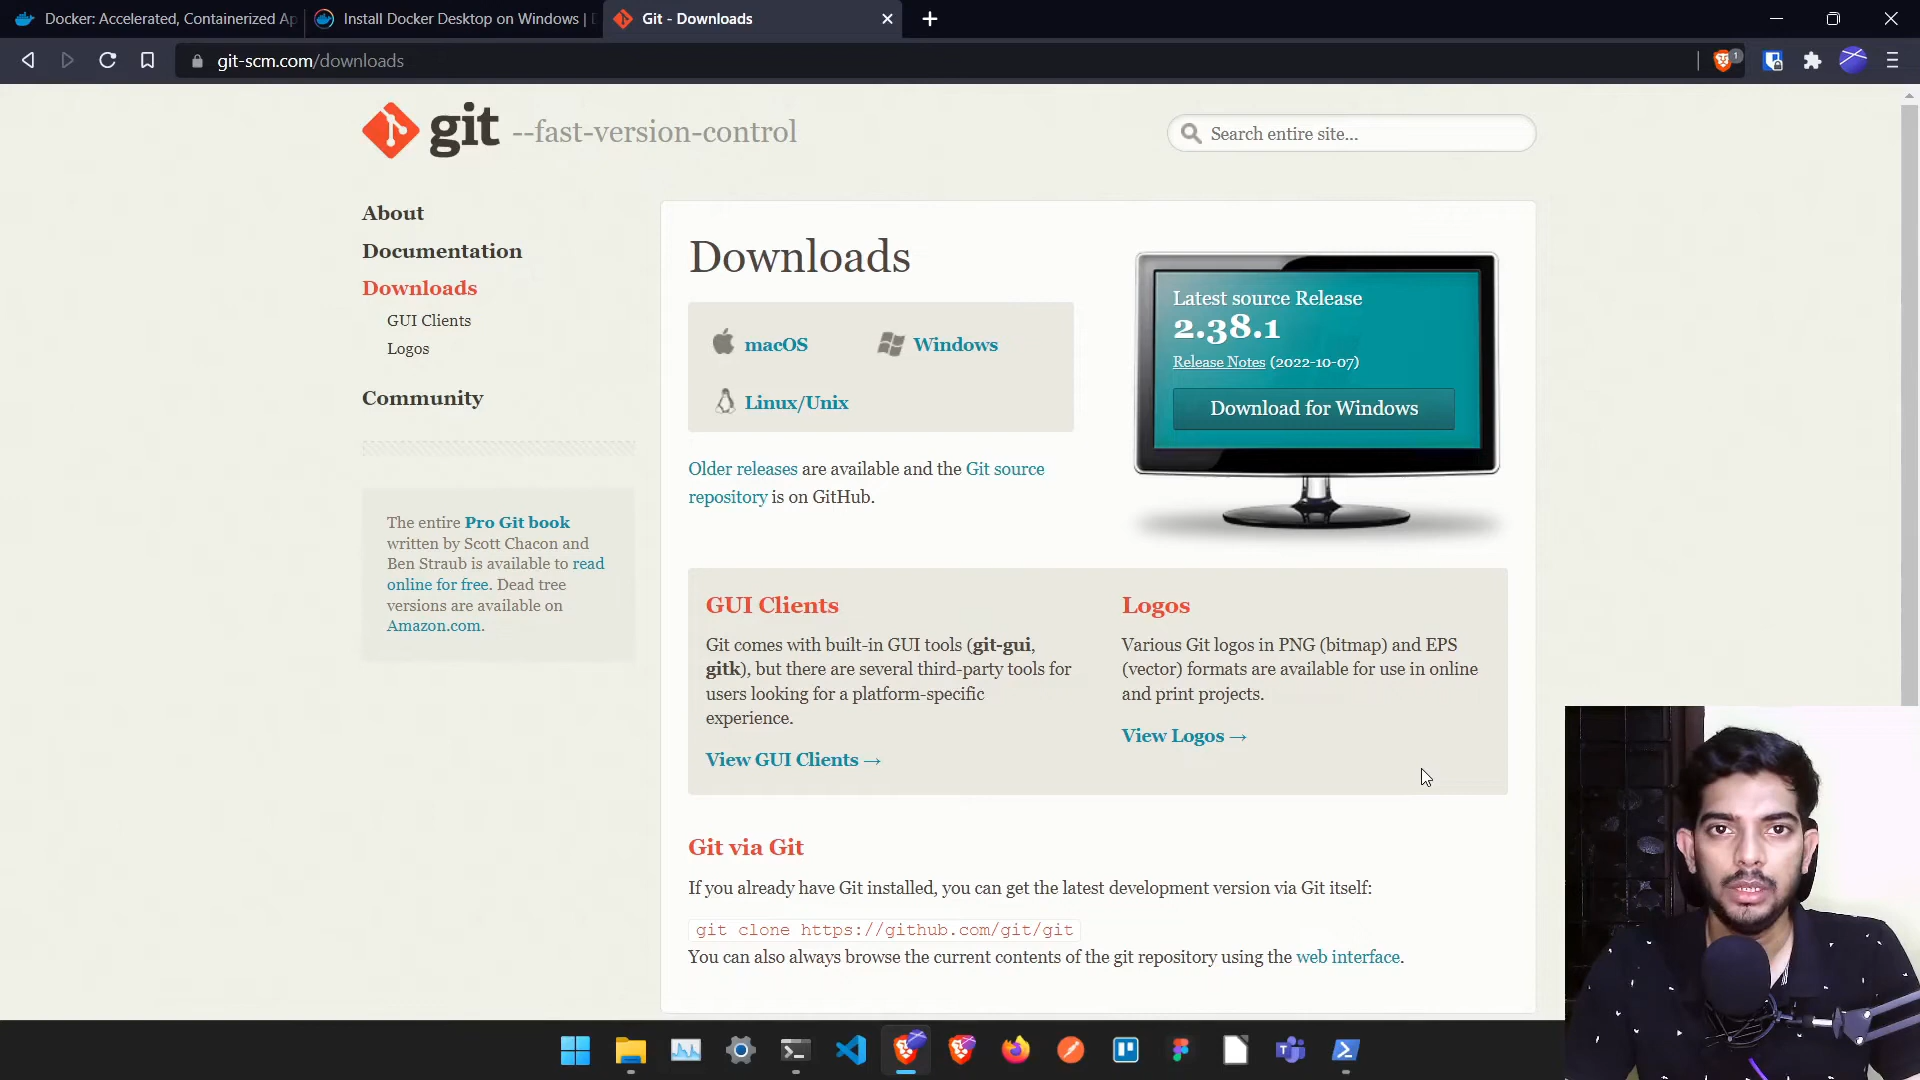 Docker: Accelerated, Containerized Ap
Install Docker Desktop on Windows |
Git - Downloads
git-scm.com/downloads
1
git --fast-version-control
Search entire site...
About
Documentation
Downloads
GUI Clients
Logos
Community
The entire Pro Git book
written by Scott Chacon and
Ben Straub is available to read
online for free. Dead tree
versions are available on
Amazon.com.
Downloads
macOS
Windows
Linux/Unix
Older releases are available and the Git source
repository is on GitHub.
Latest source Release
2.38.1
Release Notes (2022-10-07)
Download for Windows
GUI Clients
Git comes with built-in GUI tools (git-gui,
gitk), but there are several third-party tools for
users looking for a platform-specific
experience.
View GUI Clients →
Logos
Various Git logos in PNG (bitmap) and EPS
(vector) formats are available for use in online
and print projects.
View Logos →
Git via Git
If you already have Git installed, you can get the latest development version via Git itself:
git clone https://github.com/git/git
You can also always browse the current contents of the git repository using the web interface.